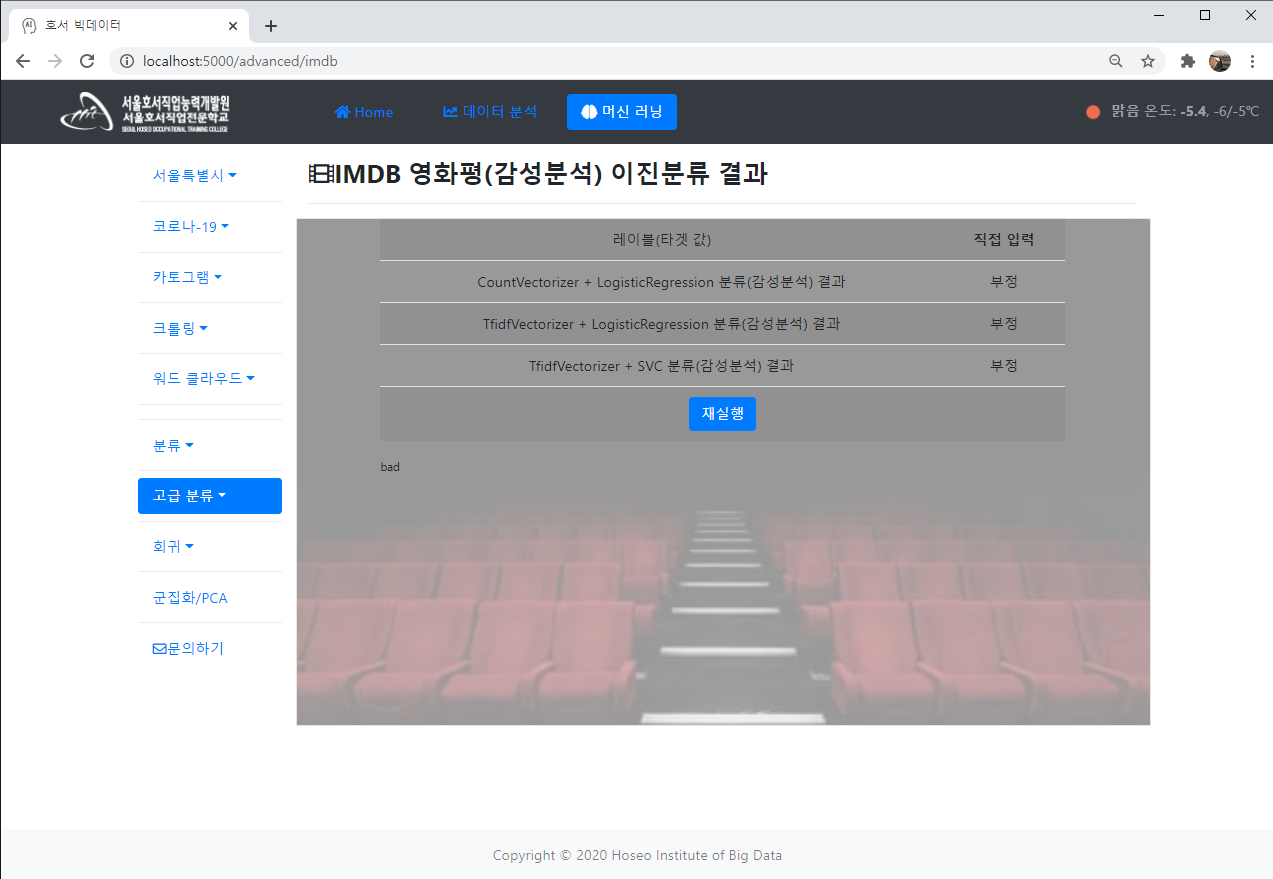 호서 빅데이터
localhost:5000/advanced/imdb
서울호서직업능력개발원
서울호서직업전문학교
SEOUL HOSEO OCCUPATIONAL TRAINING COLLEGE
Home
데이터 분석
머신 러닝
맑음 온도: -5.4, -6/-5℃
서울특별시
코로나-19
카토그램
크롤링
워드 클라우드
분류
고급 분류
회귀
군집화/PCA
문의하기
IMDB 영화평(감성분석) 이진분류 결과
레이블(타겟 값) 직접 입력
CountVectorizer + LogisticRegression 분류(감성분석) 결과 부정
TfidfVectorizer + LogisticRegression 분류(감성분석) 결과 부정
TfidfVectorizer + SVC 분류(감성분석) 결과 부정
재실행
bad
Copyright © 2020 Hoseo Institute of Big Data